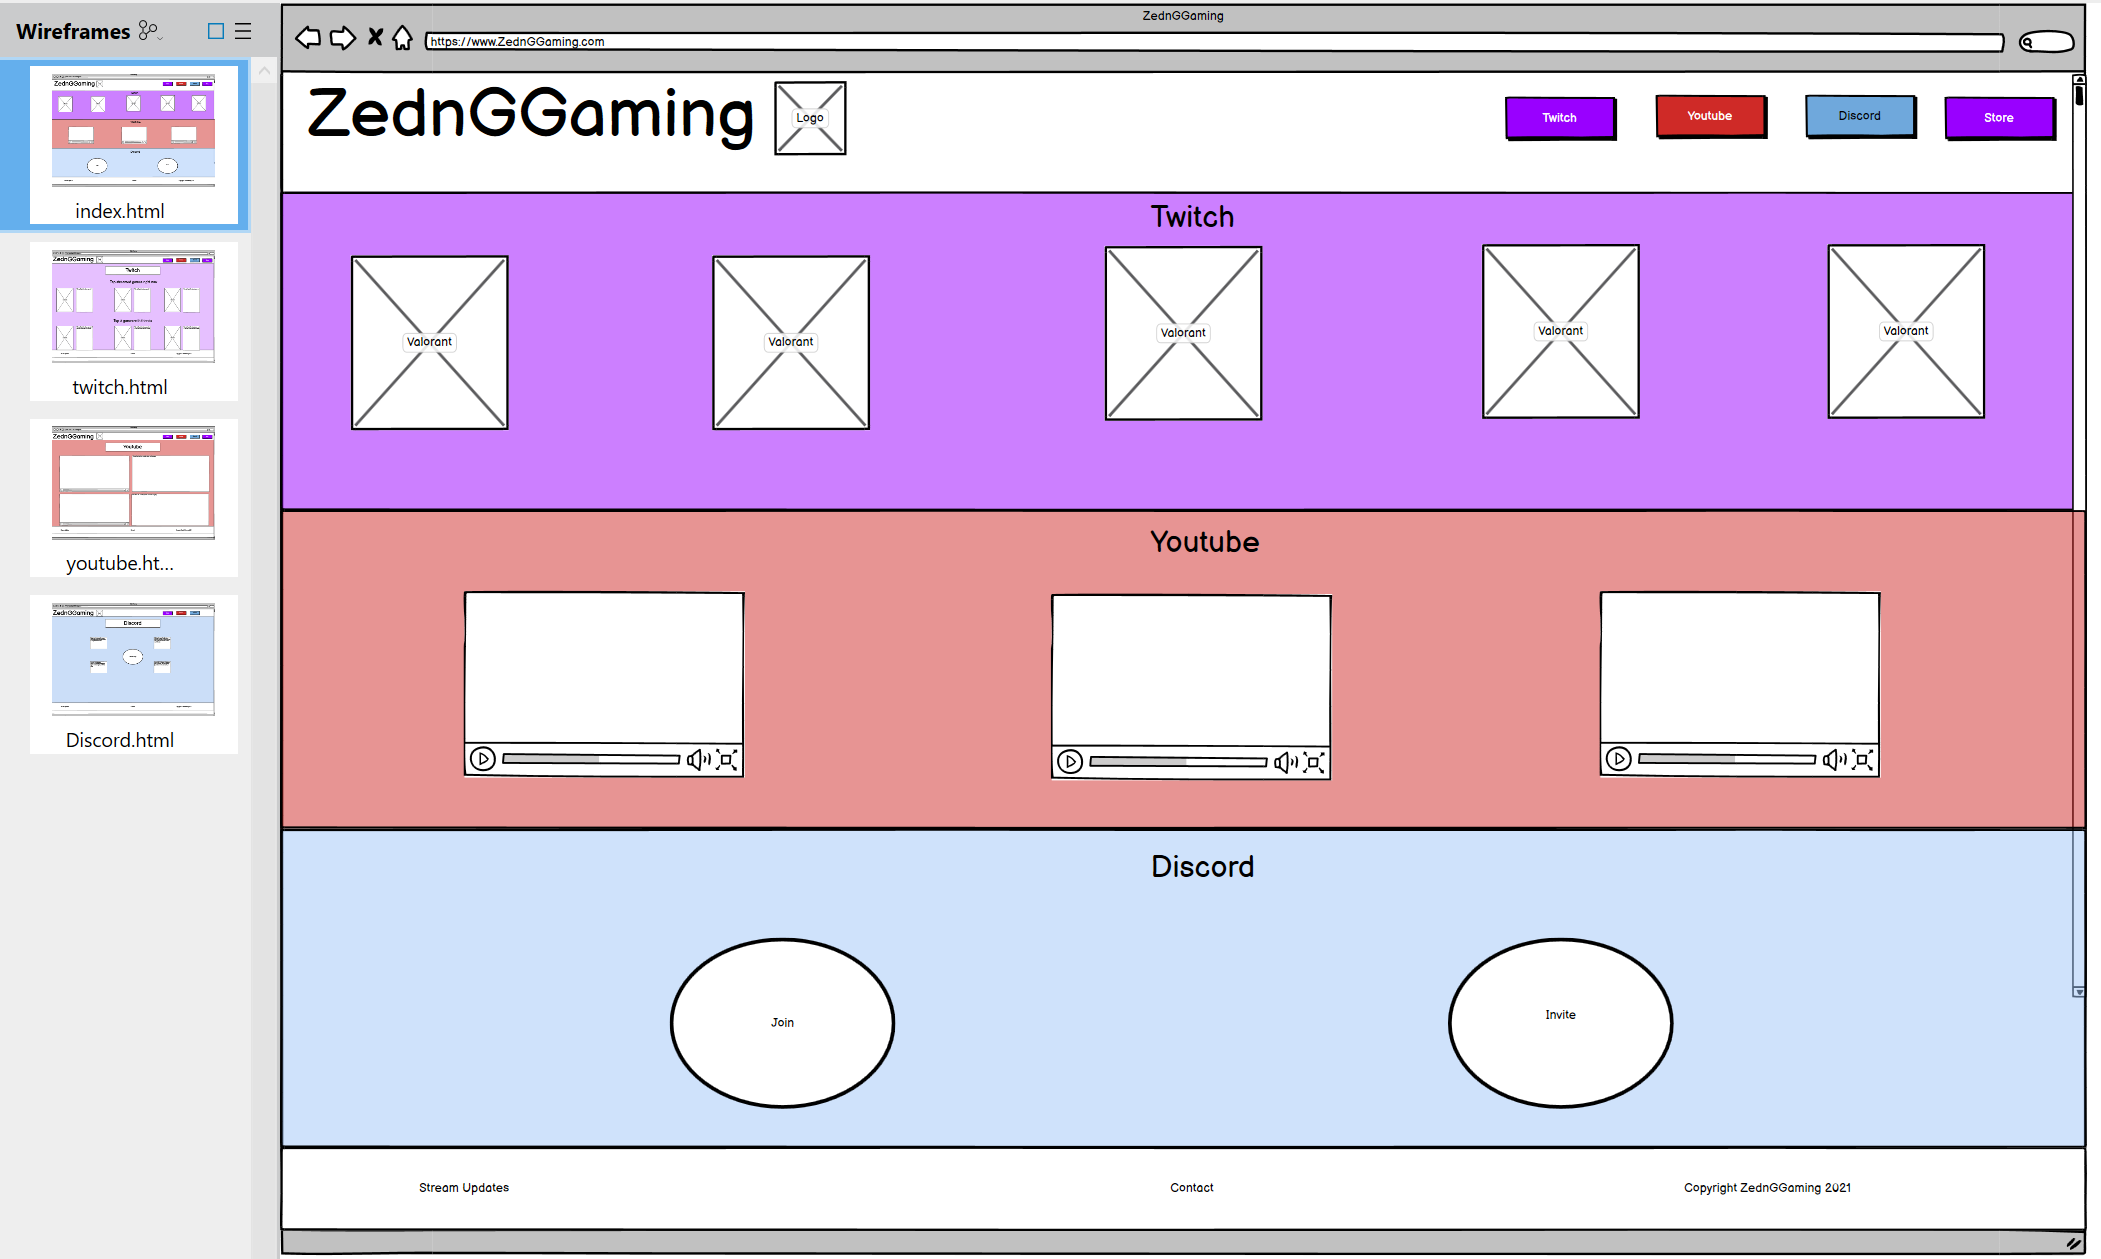 Wireframes
index.html
twitch.html
youtube.ht...
Discord.html
ZednGGaming
https://www.ZednGGaming.com
ZednGGaming
Logo
Twitch
Youtube
Discord
Store
Twitch
Valorant
Valorant
Valorant
Valorant
Valorant
Youtube
Discord
Join
Invite
Stream Updates
Contact
Copyright ZednGGaming 2021